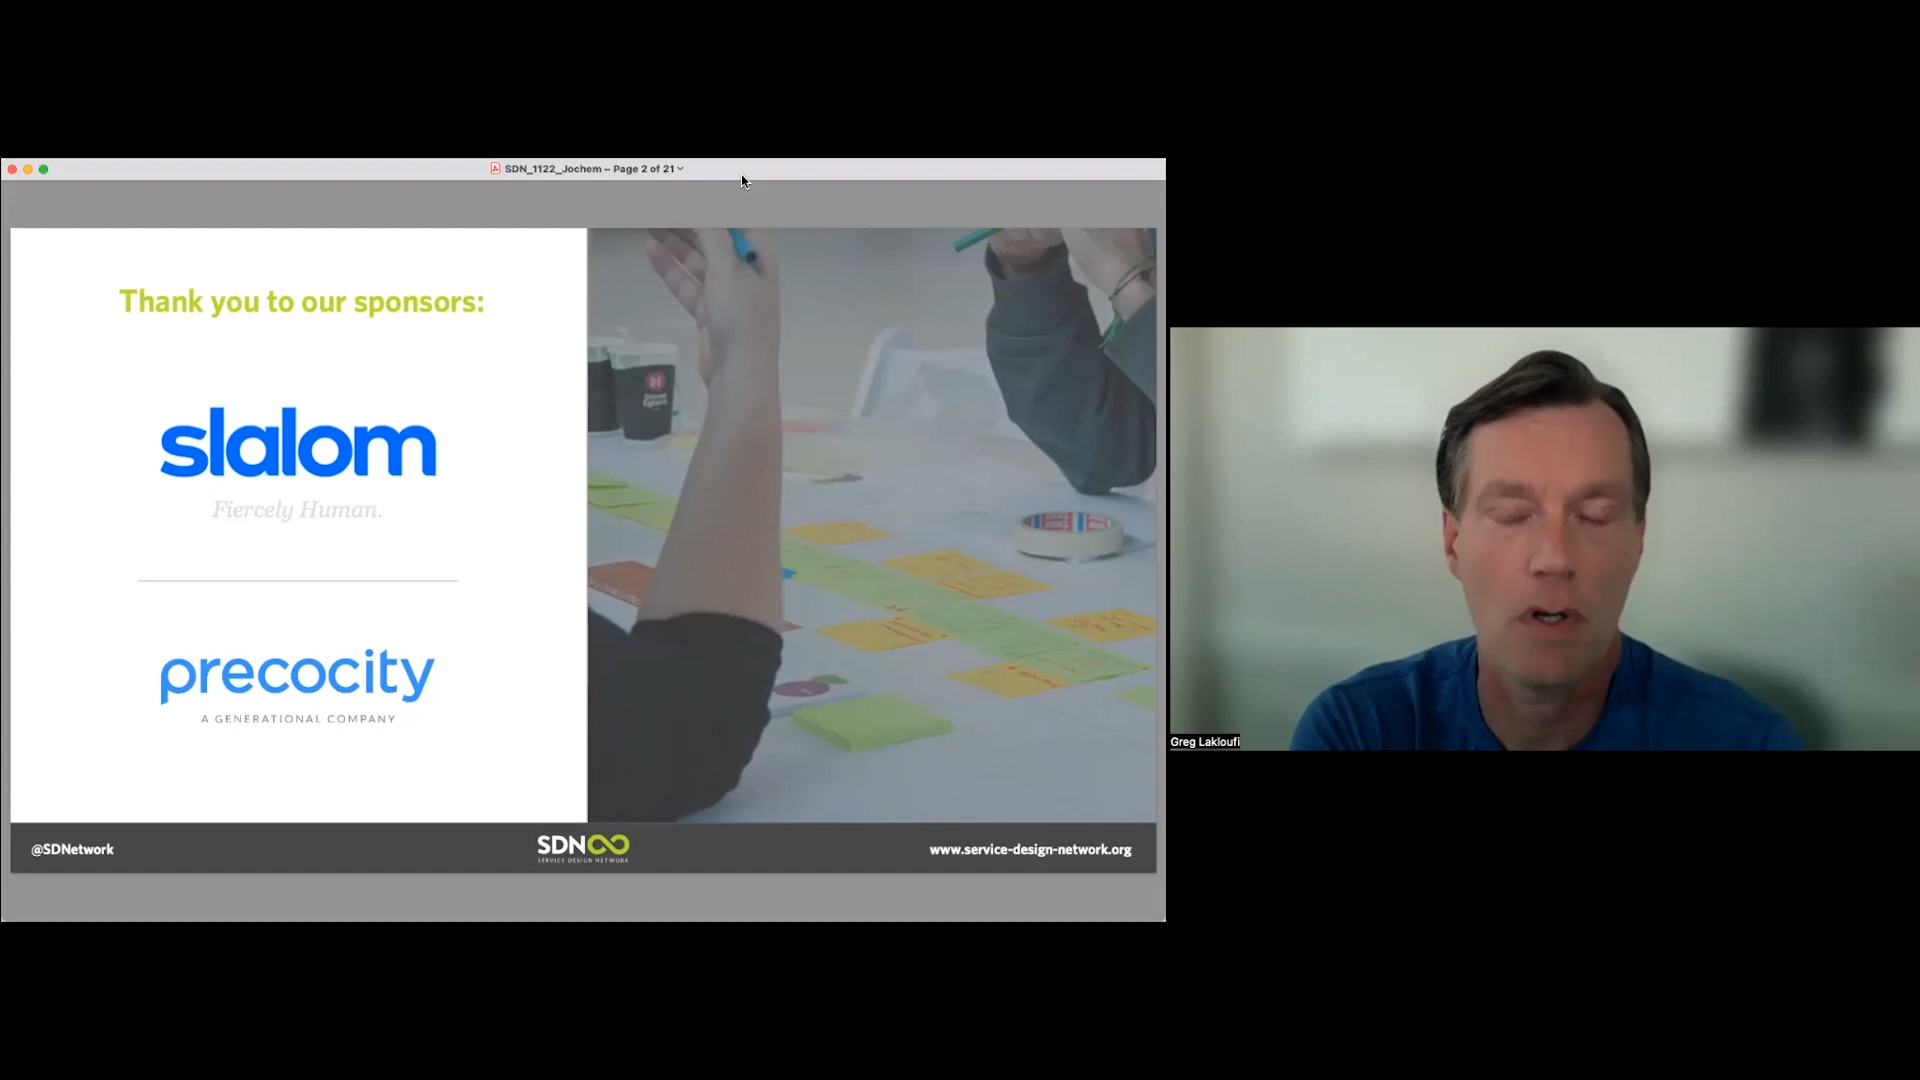 SDN_1122_Jochem – Page 2 of 21
Thank you to our sponsors:
slalom
Fiercely Human.
precocity
A GENERATIONAL COMPANY
@SDNetwork
SDN
SERVICE DESIGN NETWORK
www.service-design-network.org
Greg Lakloufi